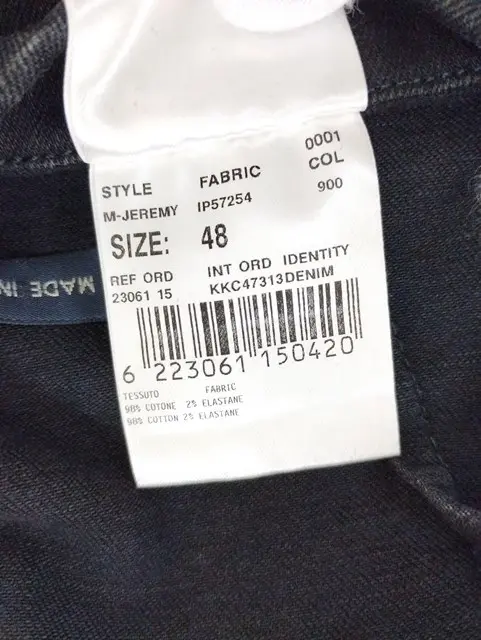 0001
STYLE FABRIC COL
M-JEREMY IP57254 900
SIZE: 48
REF ORD INT ORD IDENTITY
23061 15 KKC47313DENIM
6 223061 150420
TESSUTO FABRIC
98% COTONE 2% ELASTANE
98% COTTON 2% ELASTANE
MADE IN